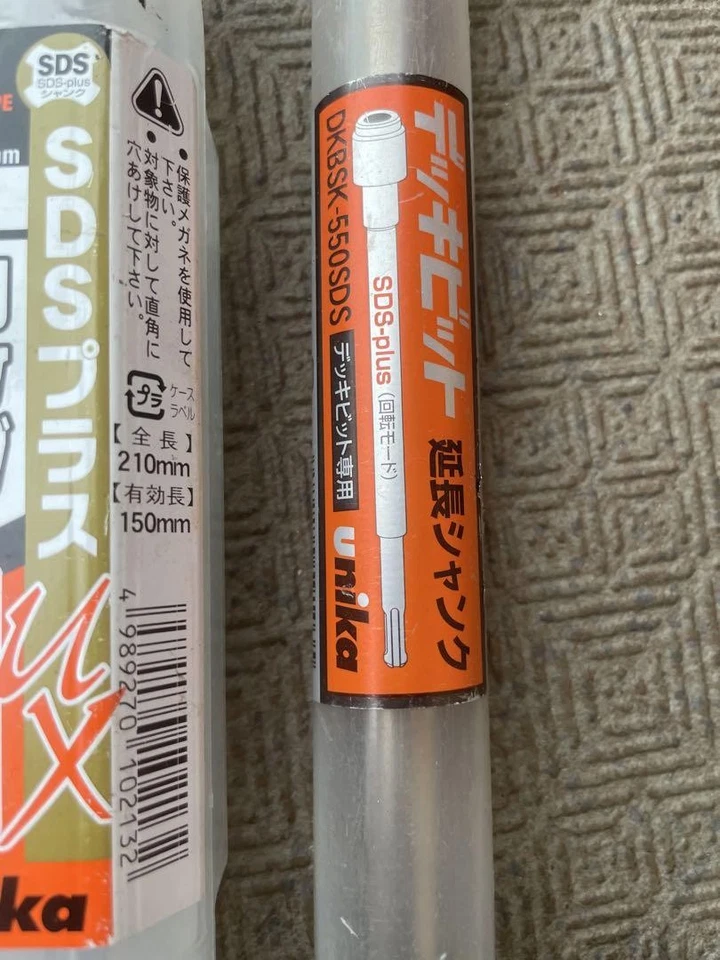 SDS
SDS-plus
シャンク
SDSプラス
UX
ka
• 保護メガネを使用して
下さい。
• 対象物に対して直角に
穴あけして下さい。
プラ
ケース
ラベル
【全長】
210mm
【有効長】
150mm
4 989270 102132
デッキビット
延長シャンク
SDS-plus(回転モード)
DKBSK-550SDS
デッキビット専用
unika